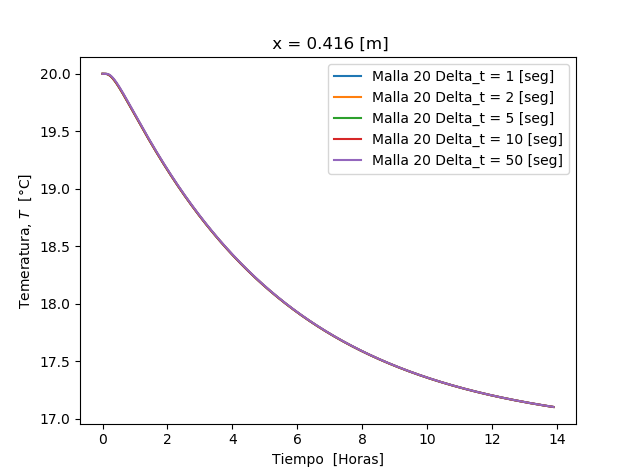 x = 0.416 [m]
Malla 20 Delta_t = 1 [seg]
Malla 20 Delta_t = 2 [seg]
Malla 20 Delta_t = 5 [seg]
Malla 20 Delta_t = 10 [seg]
Malla 20 Delta_t = 50 [seg]
Temeratura, T [°C]
20.0
19.5
19.0
18.5
18.0
17.5
17.0
0 2 4 6 8 10 12 14
Tiempo [Horas]